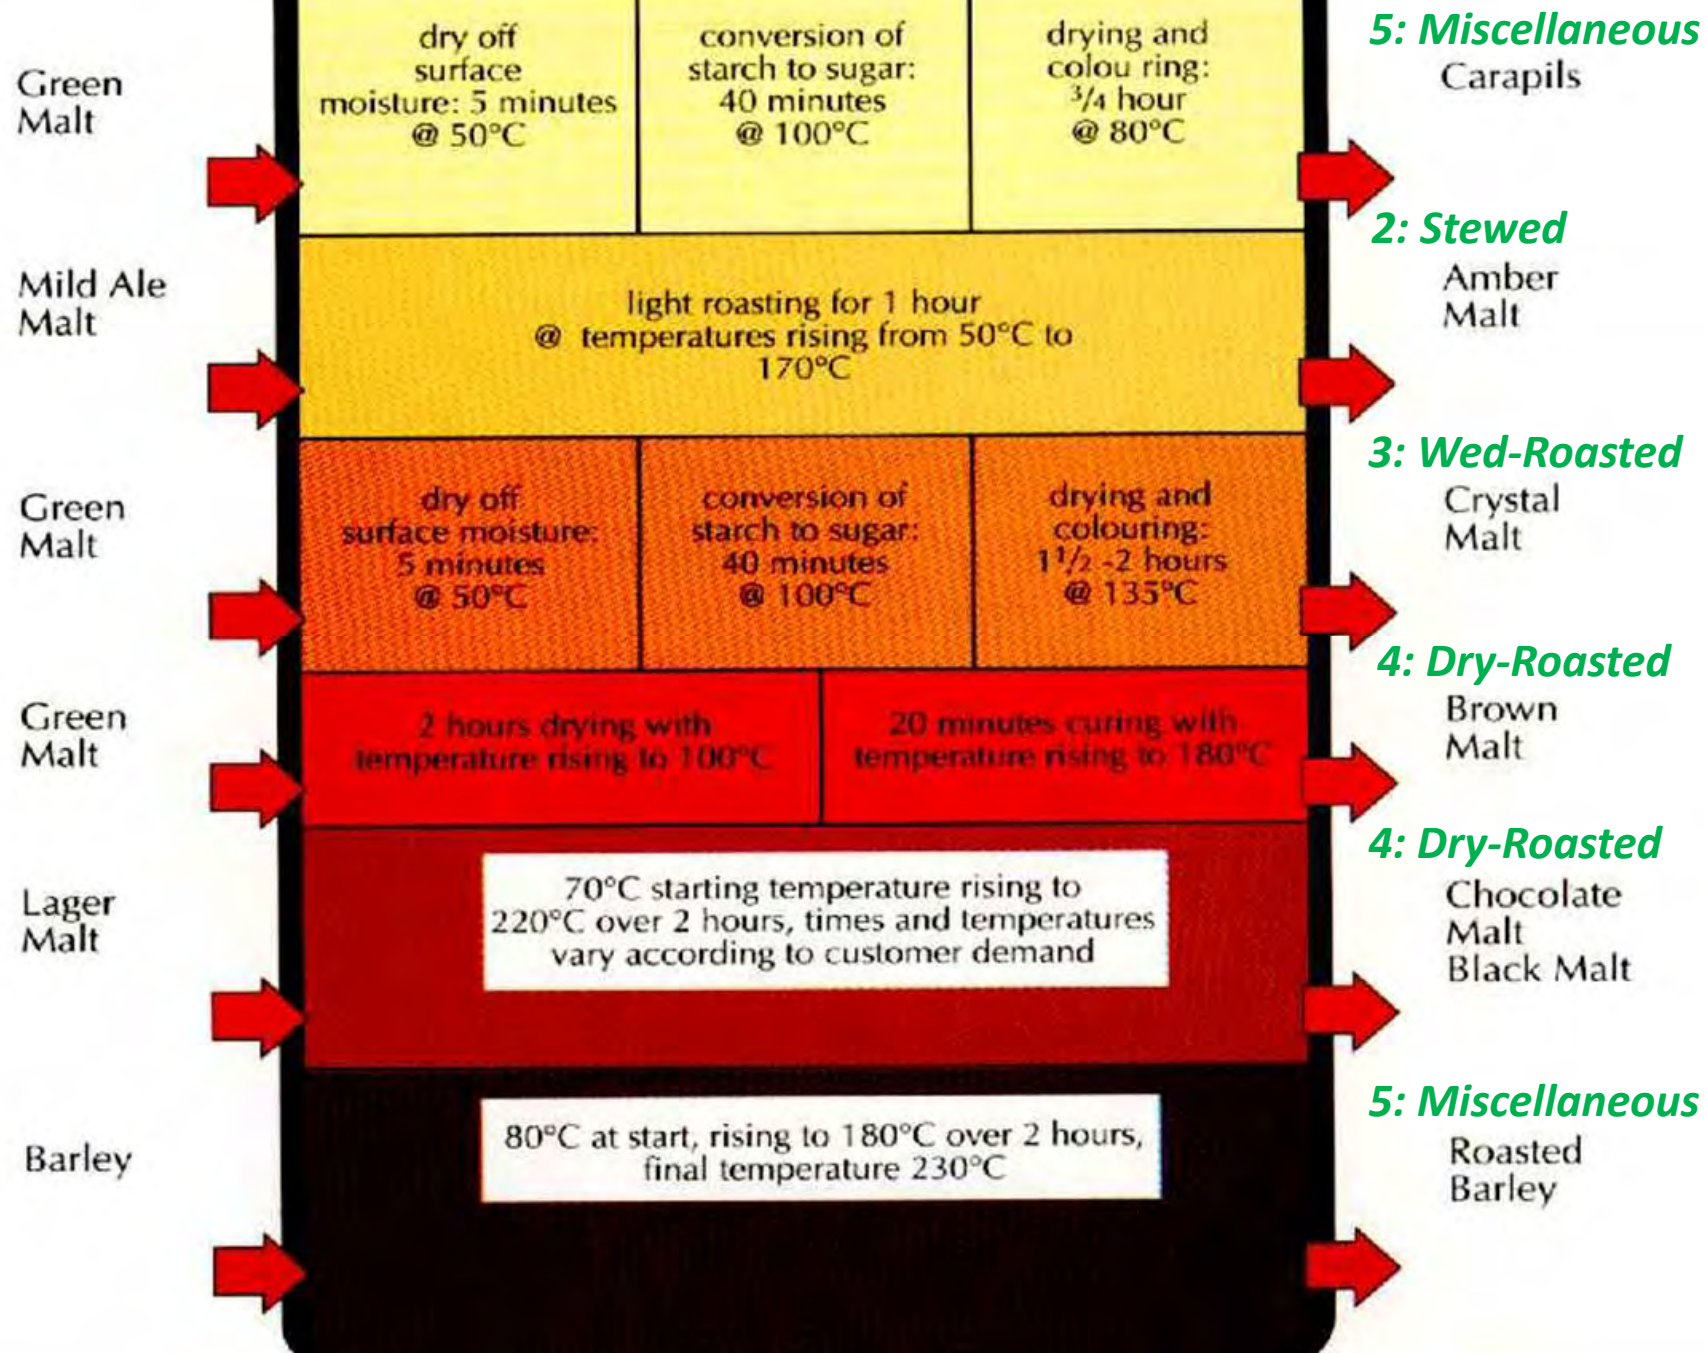 Green
Malt
dry off
surface
moisture: 5 minutes
@ 50°C
conversion of
starch to sugar:
40 minutes
@ 100°C
drying and
colou ring:
3/4 hour
@ 80°C
5: Miscellaneous
Carapils
Mild Ale
Malt
light roasting for 1 hour
@ temperatures rising from 50°C to
170°C
2: Stewed
Amber
Malt
Green
Malt
dry off
surface moisture:
5 minutes
@ 50°C
conversion of
starch to sugar:
40 minutes
@ 100°C
drying and
colouring:
1 1/2 -2 hours
@ 135°C
3: Wed-Roasted
Crystal
Malt
Green
Malt
2 hours drying with
temperature rising to 100°C
20 minutes curing with
temperature rising to 180°C
4: Dry-Roasted
Brown
Malt
Lager
Malt
70°C starting temperature rising to
220°C over 2 hours, times and temperatures
vary according to customer demand
4: Dry-Roasted
Chocolate
Malt
Black Malt
Barley
80°C at start, rising to 180°C over 2 hours,
final temperature 230°C
5: Miscellaneous
Roasted
Barley